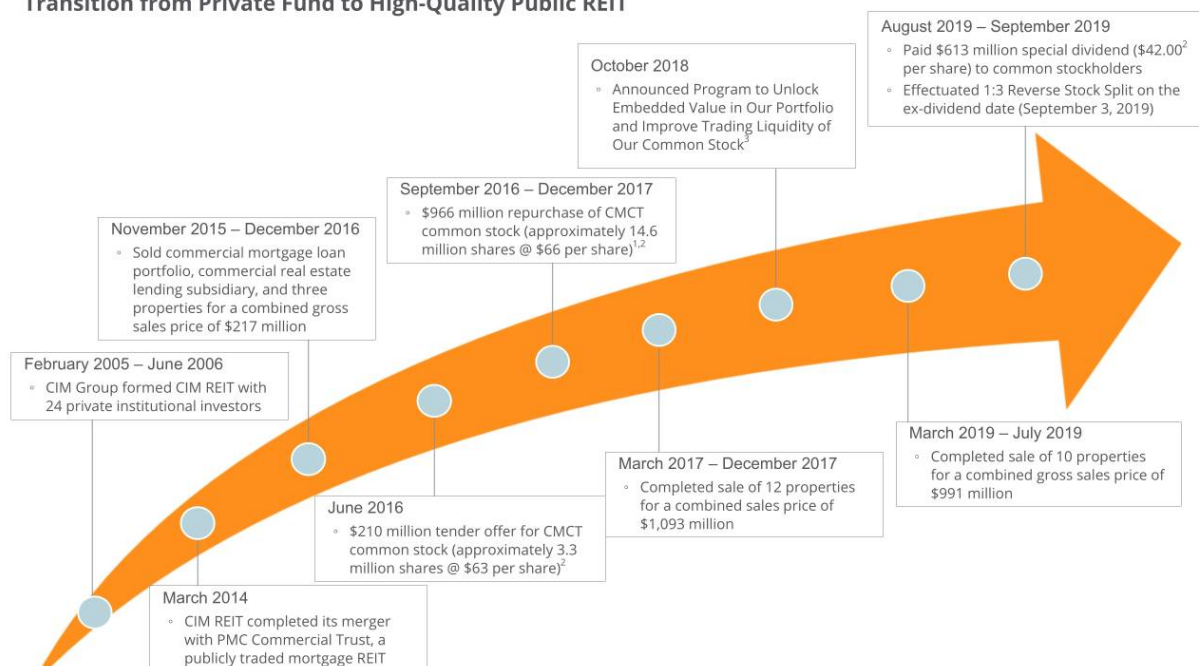 Transition from Private Fund to High-Quality Public REIT
August 2019 – September 2019
◦ Paid $613 million special dividend ($42.00²
per share) to common stockholders
◦ Effectuated 1:3 Reverse Stock Split on the
ex-dividend date (September 3, 2019)
October 2018
◦ Announced Program to Unlock
Embedded Value in Our Portfolio
and Improve Trading Liquidity of
Our Common Stock³
September 2016 – December 2017
◦ $966 million repurchase of CMCT
common stock (approximately 14.6
million shares @ $66 per share)¹,²
November 2015 – December 2016
◦ Sold commercial mortgage loan
portfolio, commercial real estate
lending subsidiary, and three
properties for a combined gross
sales price of $217 million
February 2005 – June 2006
◦ CIM Group formed CIM REIT with
24 private institutional investors
March 2019 – July 2019
◦ Completed sale of 10 properties
for a combined gross sales price of
$991 million
March 2017 – December 2017
◦ Completed sale of 12 properties
for a combined sales price of
$1,093 million
June 2016
◦ $210 million tender offer for CMCT
common stock (approximately 3.3
million shares @ $63 per share)²
March 2014
◦ CIM REIT completed its merger
with PMC Commercial Trust, a
publicly traded mortgage REIT